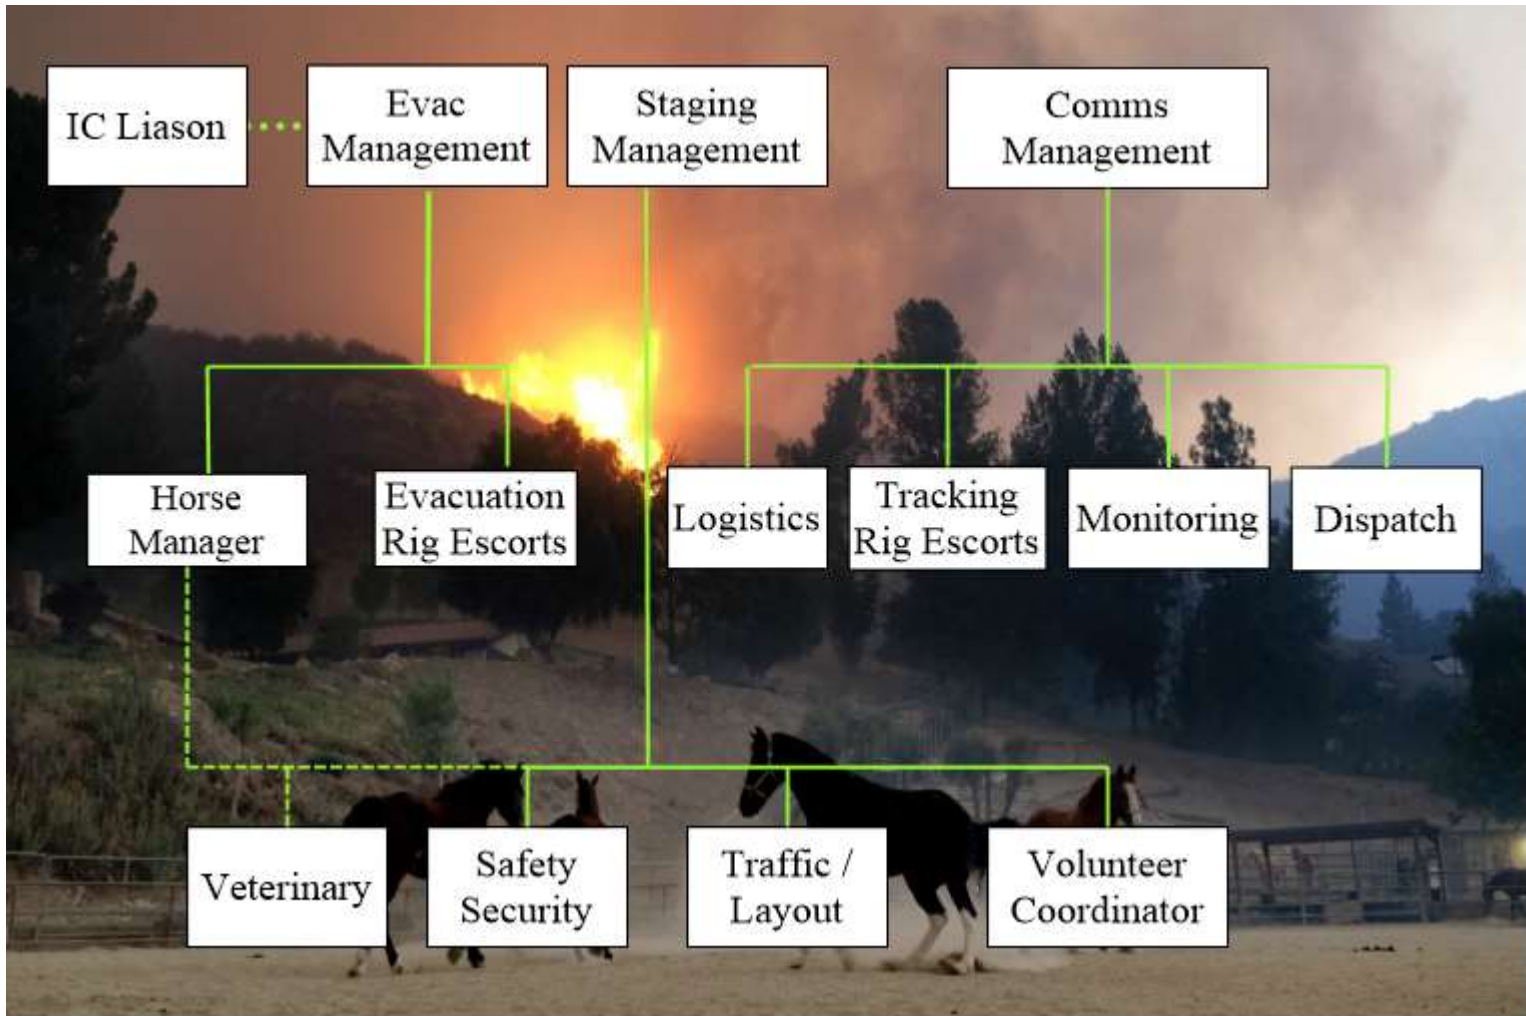 IC Liason
Evac
Management
Staging
Management
Comms
Management
Horse
Manager
Evacuation
Rig Escorts
Logistics
Tracking
Rig Escorts
Monitoring
Dispatch
Veterinary
Safety
Security
Traffic /
Layout
Volunteer
Coordinator